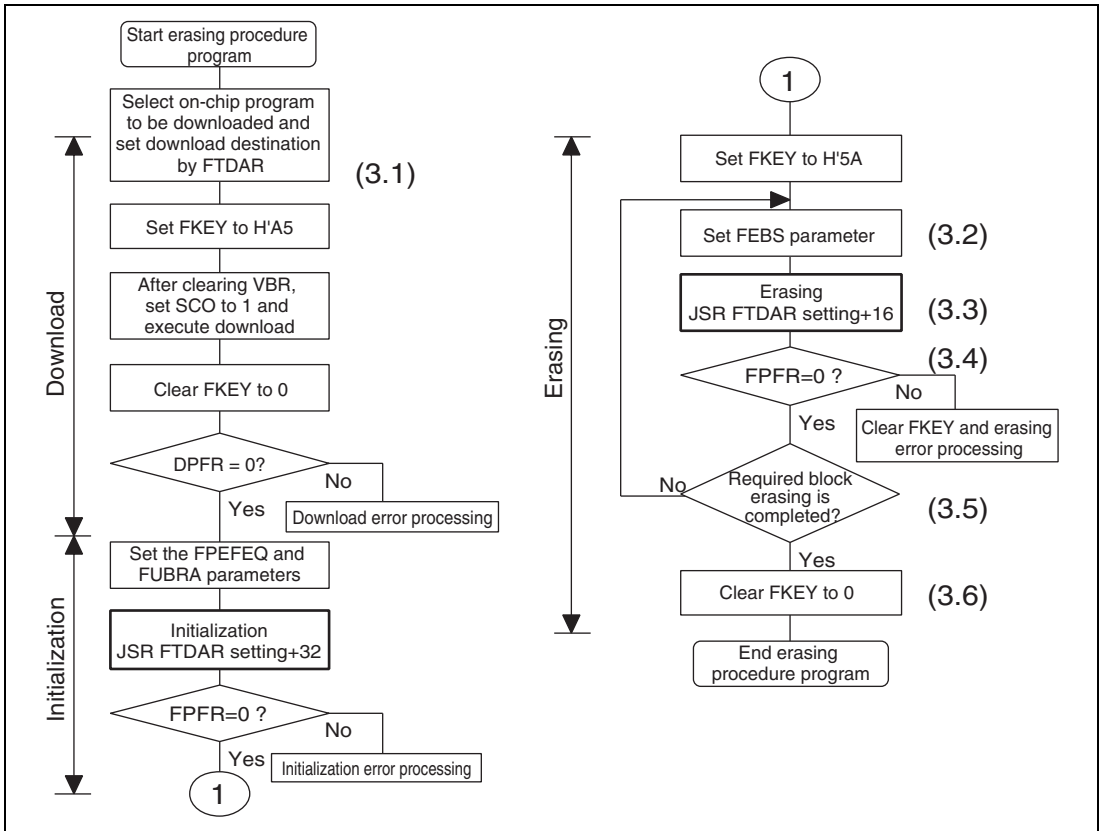 Start erasing procedure
program
Select on-chip program
to be downloaded and
set download destination
by FTDAR
(3.1)
Set FKEY to H'A5
After clearing VBR,
set SCO to 1 and
execute download
Clear FKEY to 0
DPFR = 0?
No
Yes
Download error processing
Download
Set the FPEFEQ and
FUBRA parameters
Initialization
JSR FTDAR setting+32
FPFR=0 ?
No
Yes
Initialization error processing
Initialization
1
1
Set FKEY to H'5A
Set FEBS parameter
(3.2)
Erasing
JSR FTDAR setting+16
(3.3)
(3.4)
FPFR=0 ?
No
Yes
Clear FKEY and erasing
error processing
Required block
erasing is
completed?
No
(3.5)
Yes
Clear FKEY to 0
(3.6)
Erasing
End erasing
procedure program